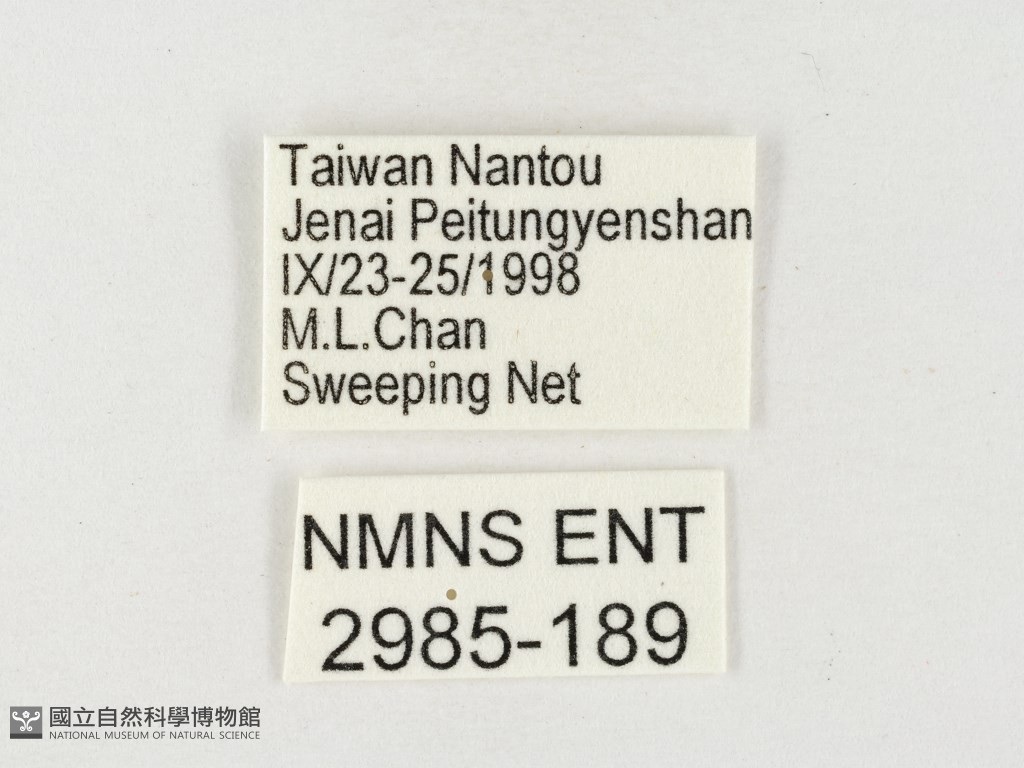 Taiwan Nantou
Jenai Peitungyenshan
IX/23-25/1998
M.L.Chan
Sweeping Net
NMNS ENT
2985-189
國立自然科學博物館
NATIONAL MUSEUM OF NATURAL SCIENCE